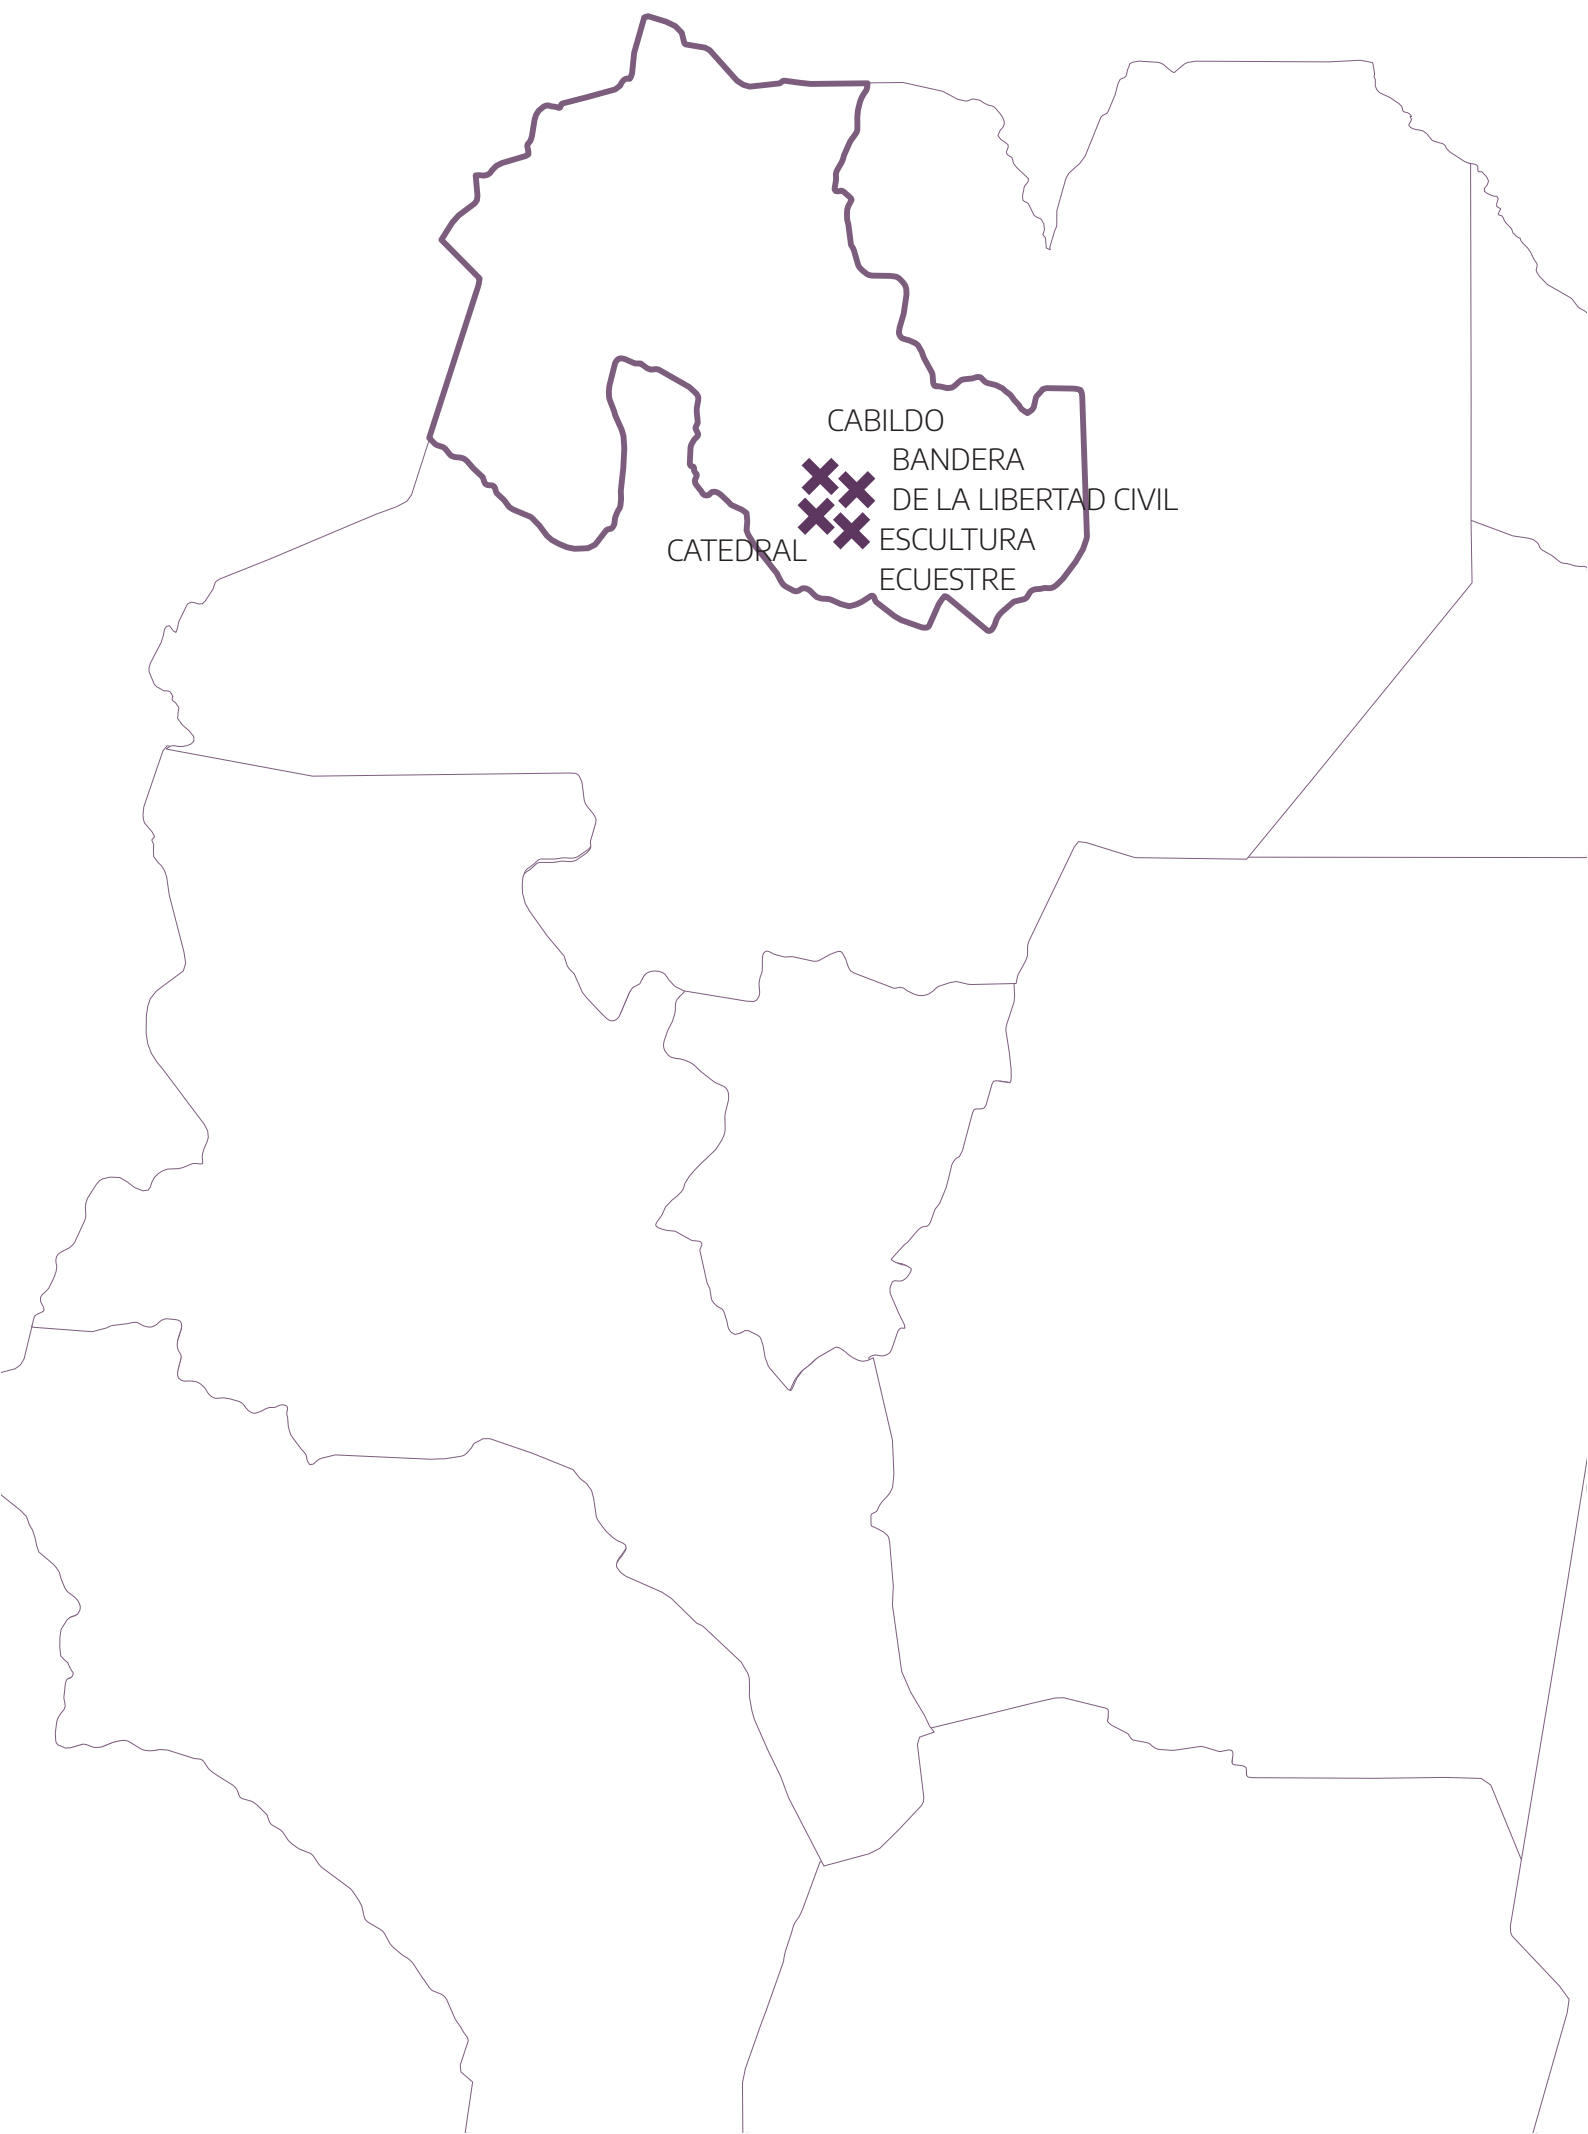 CABILDO
BANDERA
DE LA LIBERTAD CIVIL
ESCULTURA
ECUESTRE
CATEDRAL